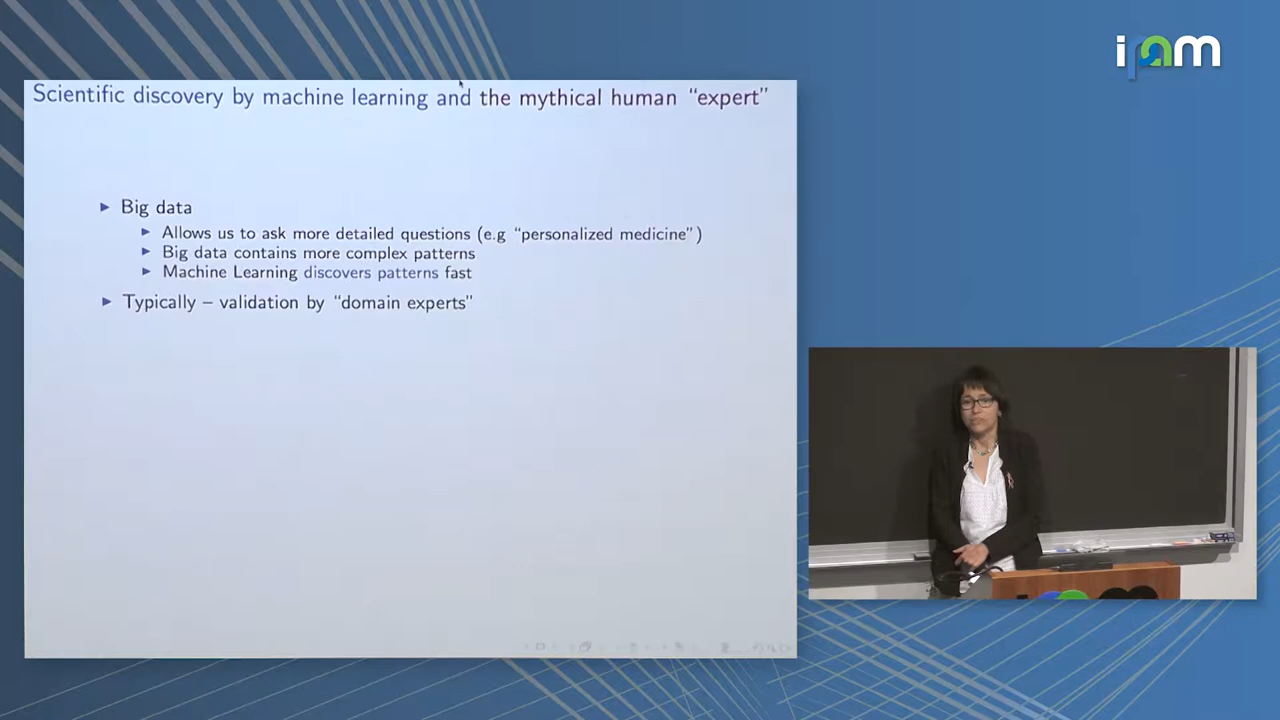 ipam
Scientific discovery by machine learning and the mythical human “expert”
▶ Big data
▶ Allows us to ask more detailed questions (e.g “personalized medicine”)
▶ Big data contains more complex patterns
▶ Machine Learning discovers patterns fast
▶ Typically – validation by “domain experts”